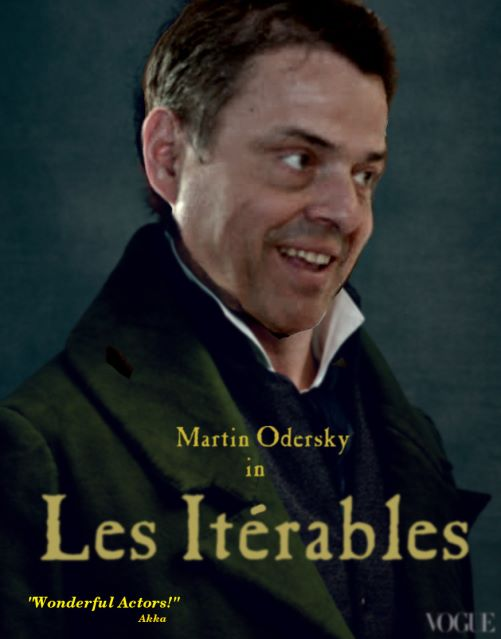 Martin Odersky
in
Les Itérables
"Wonderful Actors!"
Akka
VOGUE